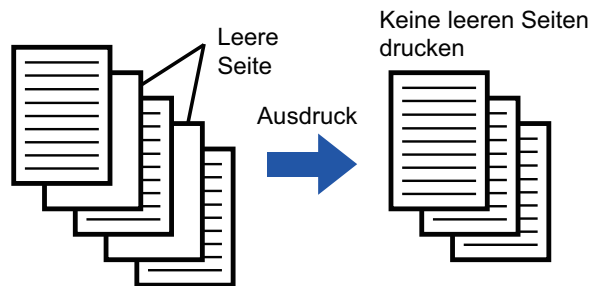 Leere
Seite
Ausdruck
Keine leeren Seiten
drucken